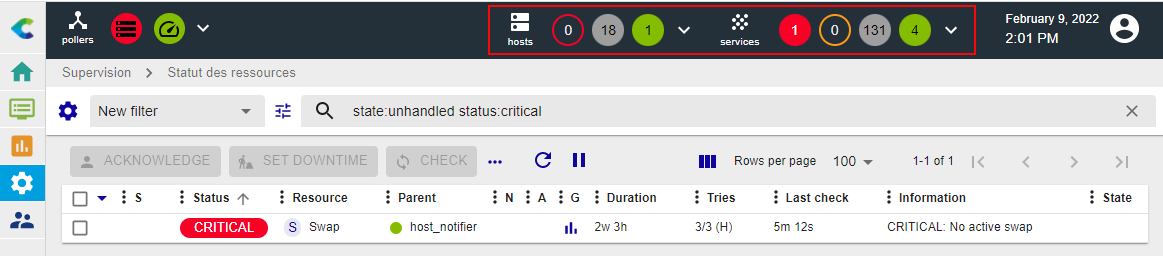 pollers
hosts 0 18 1 services 1 0 131 4
February 9, 2022
2:01 PM
Supervision > Statut des ressources
New filter state:unhandled status:critical
ACKNOWLEDGE SET DOWNTIME CHECK Rows per page 100 1-1 of 1
S Status Resource Parent N A G Duration Tries Last check Information State
CRITICAL S Swap host_notifier 2w 3h 3/3 (H) 5m 12s CRITICAL: No active swap